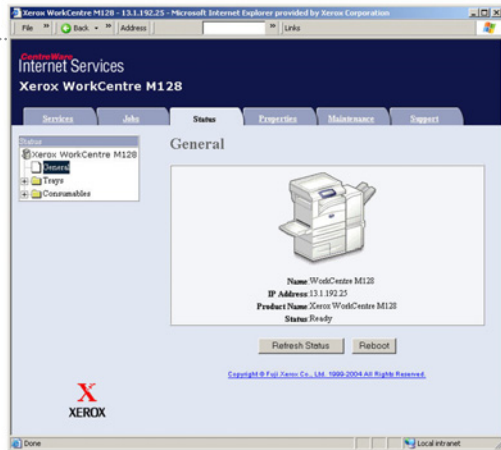 Xerox WorkCentre M128 - 13.1.192.25 - Microsoft Internet Explorer provided by Xerox Corporation
File » Back » Address » Links
CentreWare
Internet Services
Xerox WorkCentre M128
Services Jobs Status Properties Maintenance Support
Status
Xerox WorkCentre M128
General
Trays
Consumables
General
Name: WorkCentre M128
IP Address: 13.1.192.25
Product Name: Xerox WorkCentre M128
Status: Ready
Refresh Status Reboot
Copyright © Fuji Xerox Co., Ltd. 1999-2004 All Rights Reserved.
X
XEROX
Done Local intranet